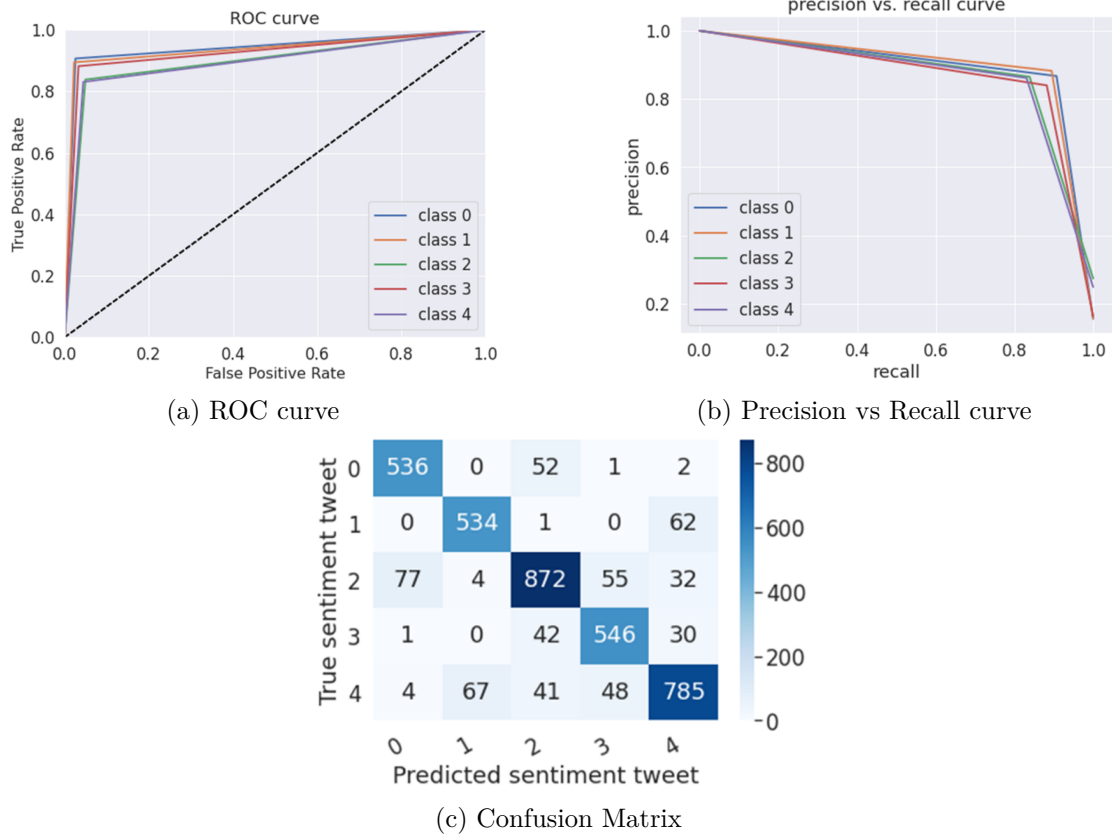 ROC curve
1.0
0.8
0.6
0.4
0.2
0.0
True Positive Rate
class 0
class 1
class 2
class 3
class 4
0.0 0.2 0.4 0.6 0.8 1.0
False Positive Rate
(a) ROC curve
precision vs. recall curve
1.0
0.8
0.6
0.4
0.2
precision
class 0
class 1
class 2
class 3
class 4
0.0 0.2 0.4 0.6 0.8 1.0
recall
(b) Precision vs Recall curve
True sentiment tweet
0 536 0 52 1 2
1 0 534 1 0 62
2 77 4 872 55 32
3 1 0 42 546 30
4 4 67 41 48 785
0 1 2 3 4
Predicted sentiment tweet
800
600
400
200
0
(c) Confusion Matrix